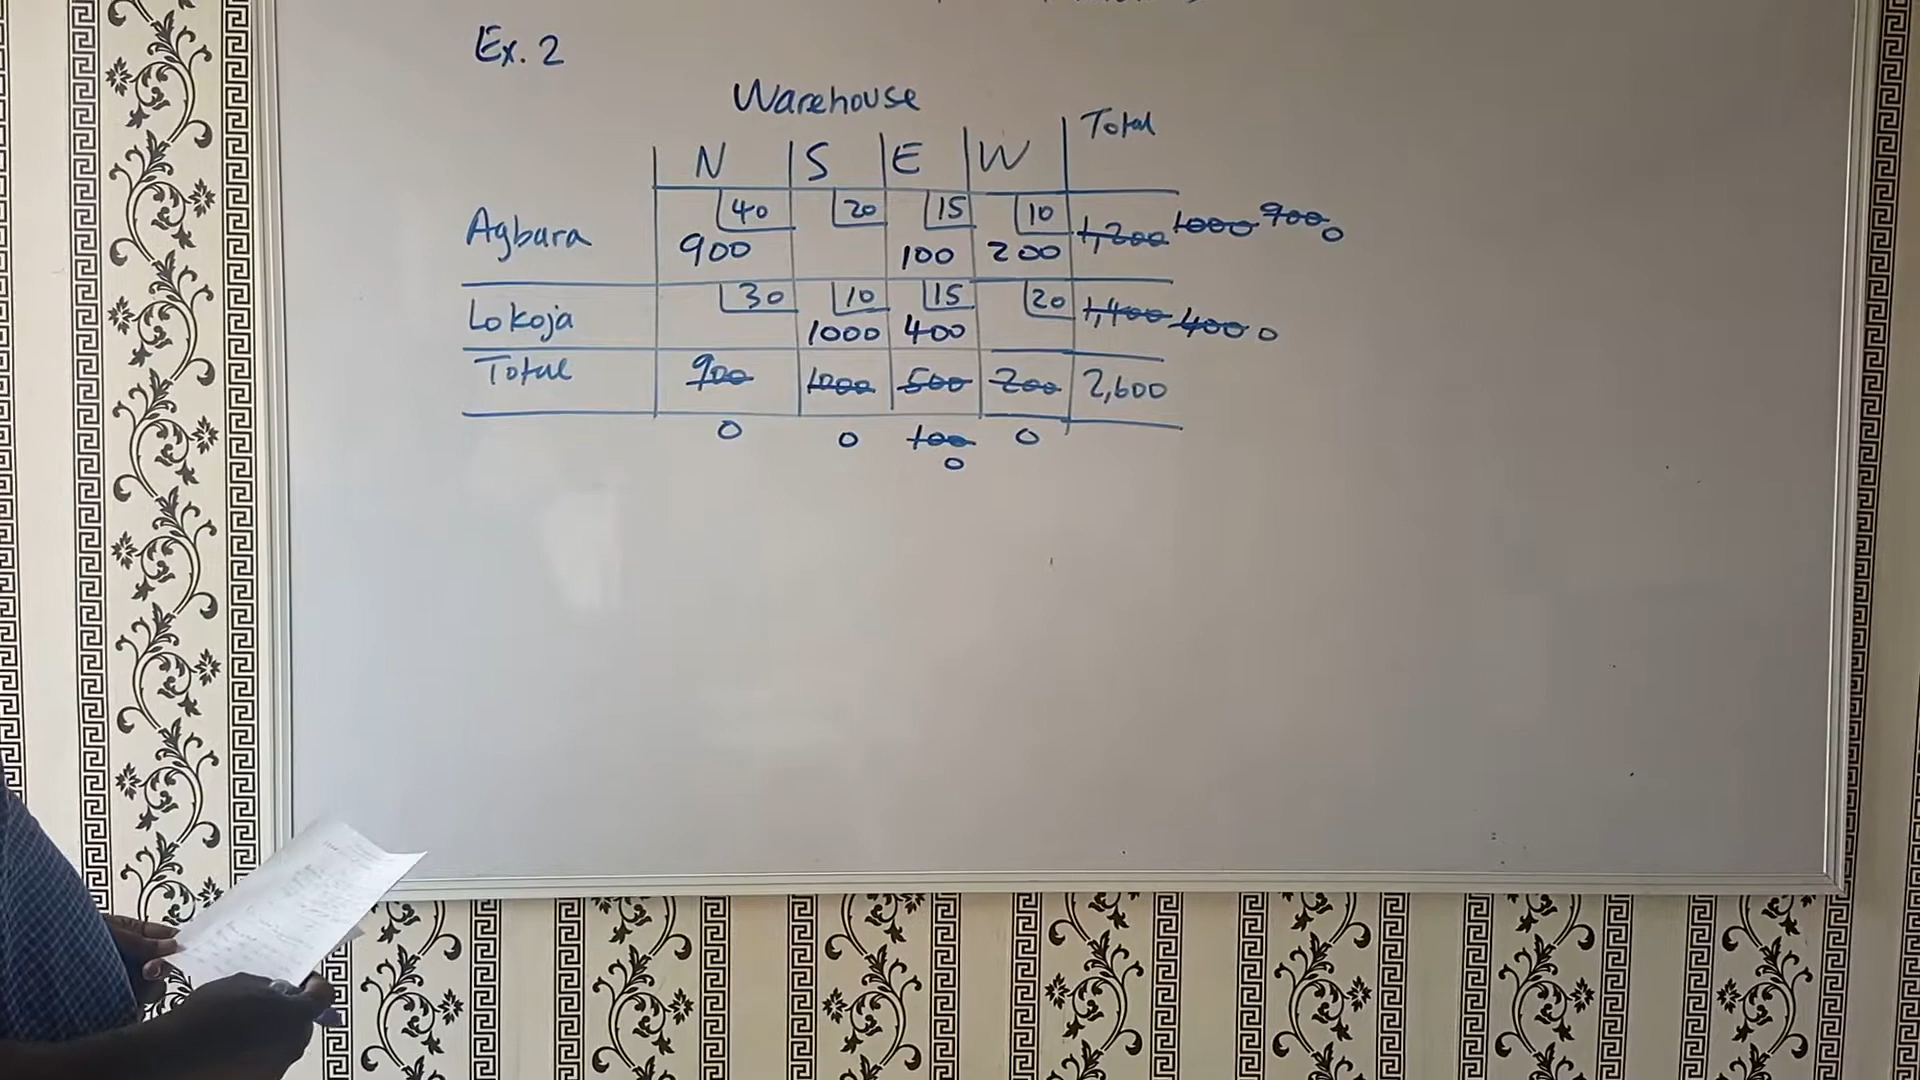 Ex. 2
Warehouse
N S E W Total
40 20 15 10
Agbara 900 100 200 1,200 1000 900 0
30 10 15 20
Lokoja 1000 400 1,400 400 0
Total 900 1000 500 200 2,600
0 0 100 0
0